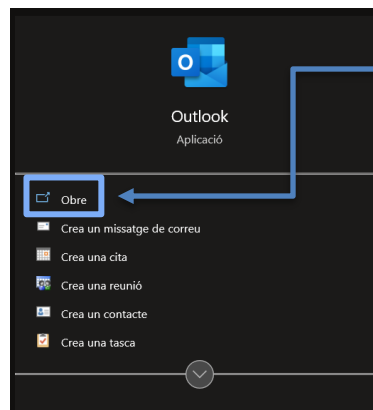 Outlook
Aplicació
Obre
Crea un missatge de correu
Crea una cita
Crea una reunió
Crea un contacte
Crea una tasca